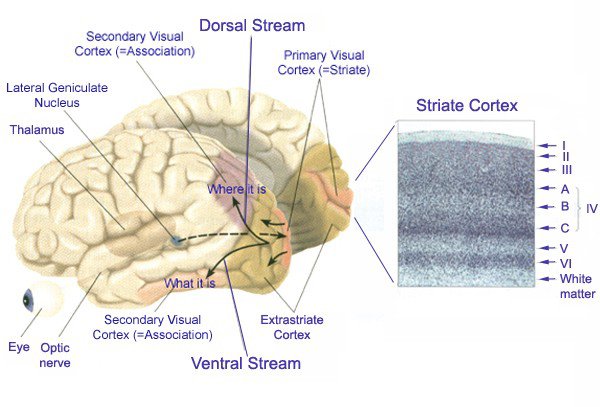 Dorsal Stream
Secondary Visual
Cortex (=Association)
Primary Visual
Cortex (=Striate)
Lateral Geniculate
Nucleus
Thalamus
Striate Cortex
I
II
III
A
B
IV
C
V
VI
White
matter
Where it is
What it is
Secondary Visual
Cortex (=Association)
Extrastriate
Cortex
Eye
Optic
nerve
Ventral Stream